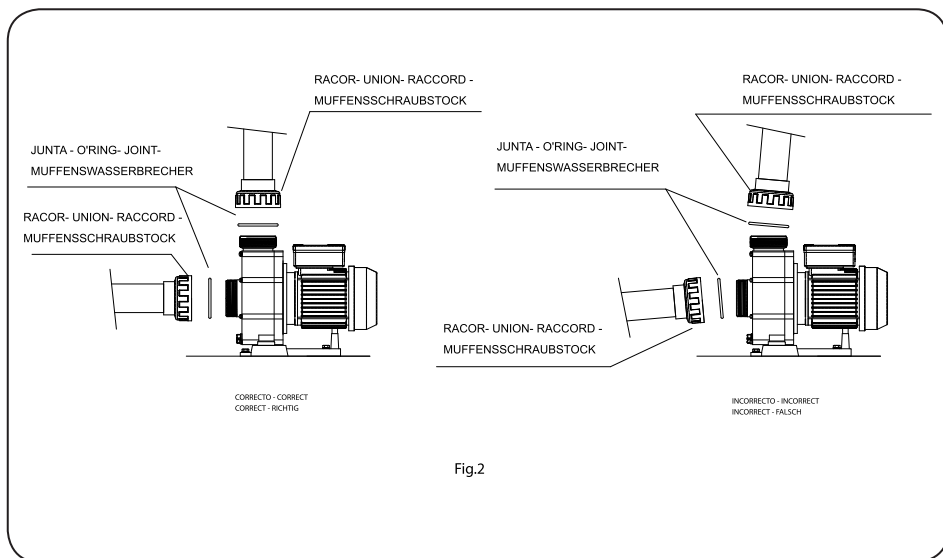 RACOR- UNION- RACCORD -
MUFFENSSCHRAUBSTOCK
JUNTA - O'RING- JOINT-
MUFFENSWASSERBRECHER
RACOR- UNION- RACCORD -
MUFFENSSCHRAUBSTOCK
CORRECTO - CORRECT
CORRECT - RICHTIG
RACOR- UNION- RACCORD -
MUFFENSSCHRAUBSTOCK
JUNTA - O'RING- JOINT-
MUFFENSWASSERBRECHER
RACOR- UNION- RACCORD -
MUFFENSSCHRAUBSTOCK
INCORRECTO - INCORRECT
INCORRECT - FALSCH
Fig.2